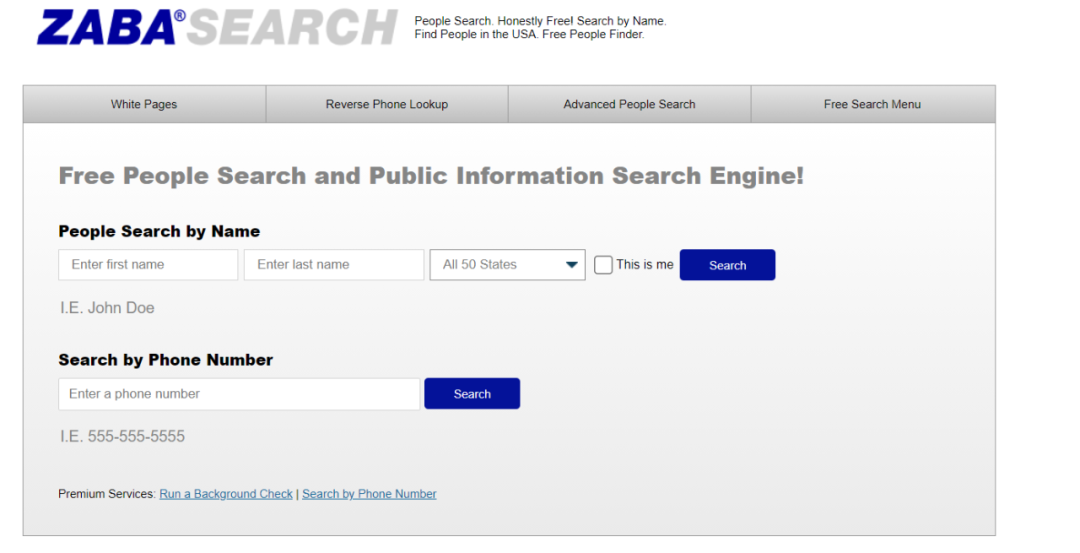 ZABA®SEARCH
People Search. Honestly Free! Search by Name.
Find People in the USA. Free People Finder.
White Pages
Reverse Phone Lookup
Advanced People Search
Free Search Menu
Free People Search and Public Information Search Engine!
People Search by Name
Enter first name
Enter last name
All 50 States
This is me
Search
I.E. John Doe
Search by Phone Number
Enter a phone number
Search
I.E. 555-555-5555
Premium Services: Run a Background Check | Search by Phone Number